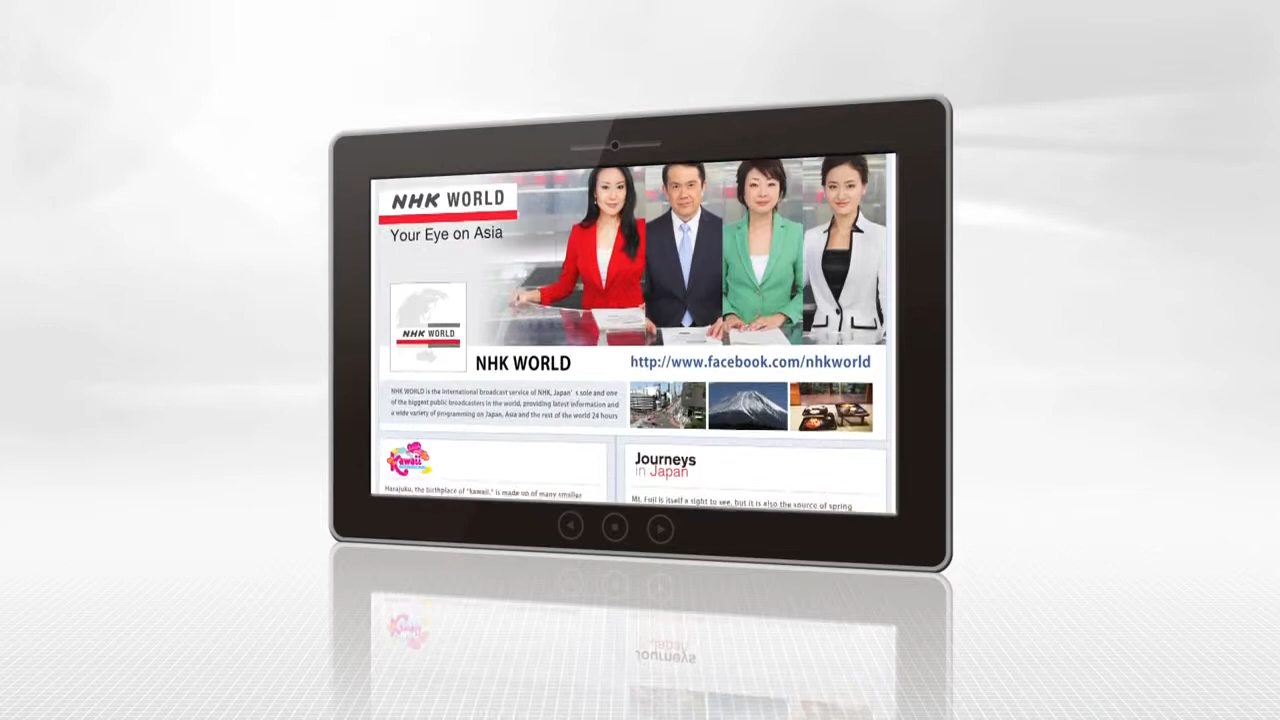 NHK WORLD
Your Eye on Asia
NHK WORLD
NHK WORLD
http://www.facebook.com/nhkworld
NHK WORLD is the international broadcast service of NHK, Japan's sole and one
of the biggest public broadcasters in the world, providing latest information and
a wide variety of programming on Japan, Asia and the rest of the world 24 hours
Kawaii
Harajuku, the birthplace of "kawaii," is made up of many smaller
Journeys
in Japan
Mt. Fuji is itself a sight to see, but it is also the source of spring